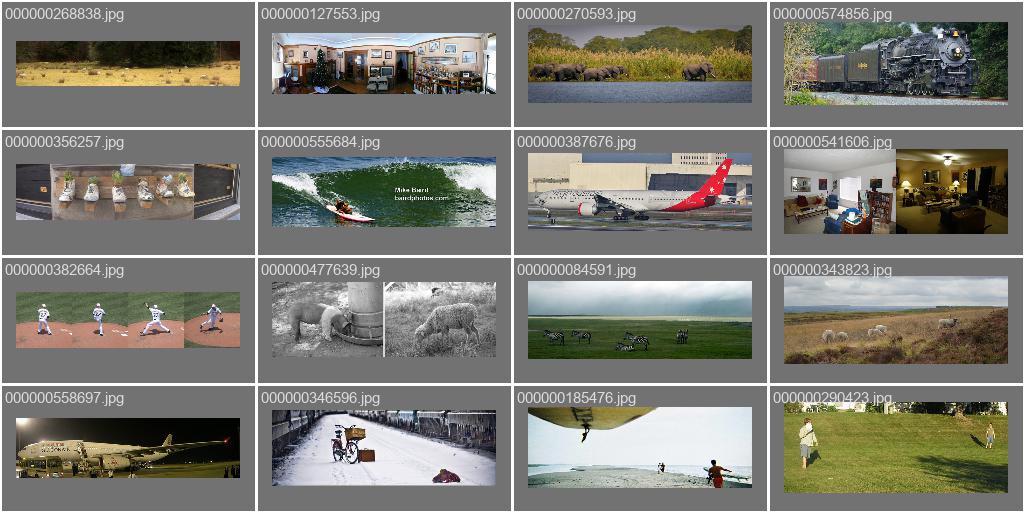 000000268838.jpg
000000127553.jpg
000000270593.jpg
000000574856.jpg
000000356257.jpg
000000555684.jpg
000000387676.jpg
000000541606.jpg
Mike Baird
bairdphotos.com
000000382664.jpg
000000477639.jpg
000000084591.jpg
000000343823.jpg
000000558697.jpg
000000346596.jpg
000000185476.jpg
000000290423.jpg